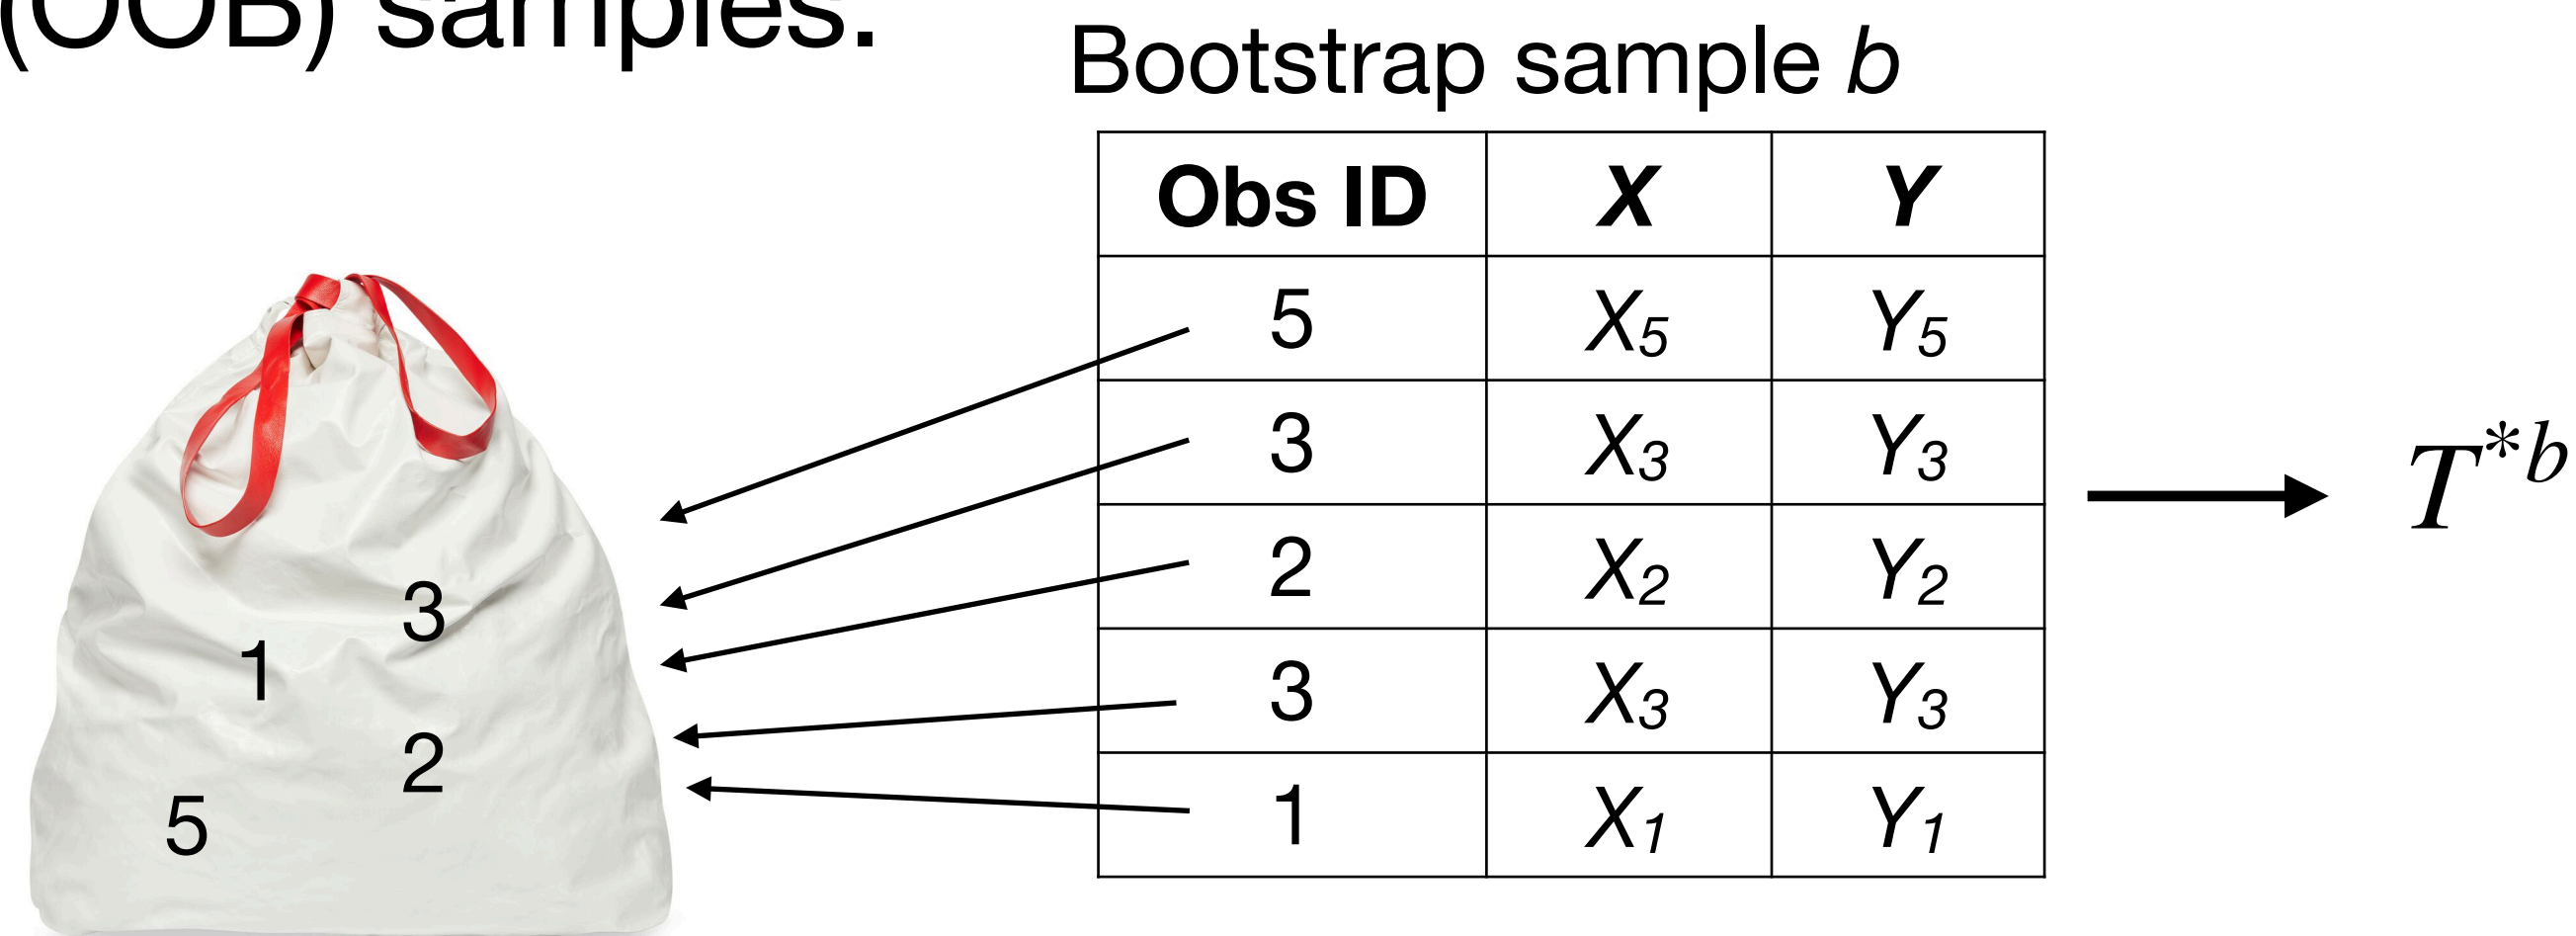 (OOB) samples.
Bootstrap sample b
Obs ID X Y
5 X5 Y5
3 X3 Y3
2 X2 Y2
3 X3 Y3
1 X1 Y1
3
1
2
5
T*b